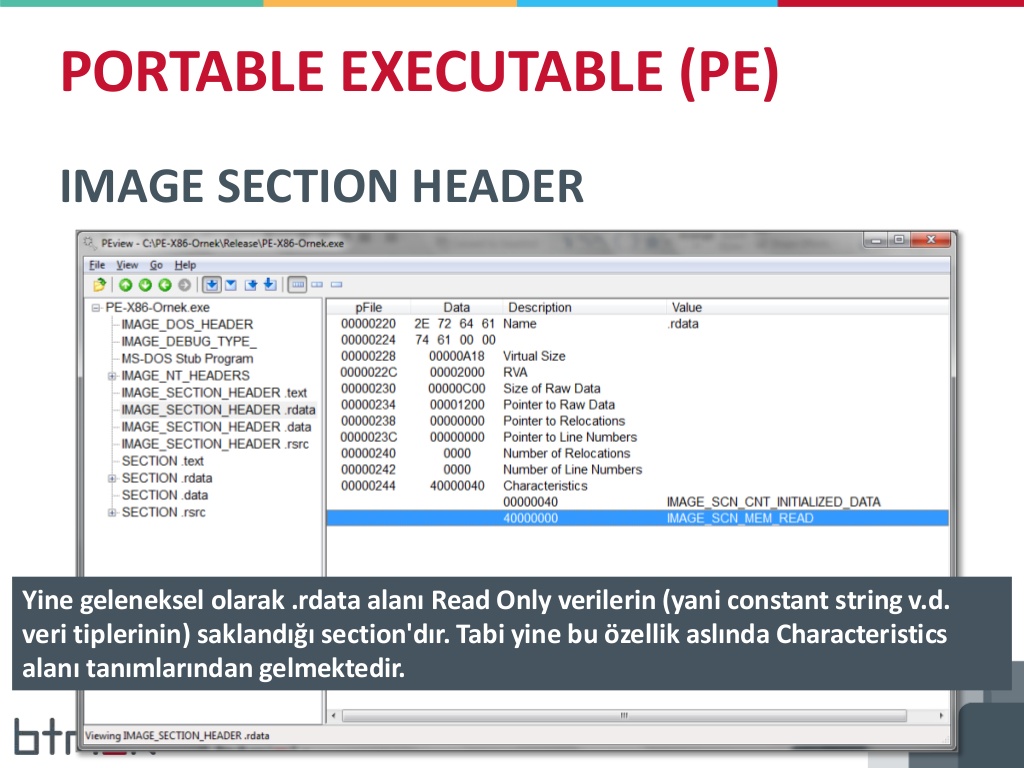 PORTABLE EXECUTABLE (PE)
IMAGE SECTION HEADER
PEview - C:\PE-X86-Ornek\Release\PE-X86-Ornek.exe
File View Go Help
PE-X86-Ornek.exe
IMAGE_DOS_HEADER
IMAGE_DEBUG_TYPE_
MS-DOS Stub Program
IMAGE_NT_HEADERS
IMAGE_SECTION_HEADER .text
IMAGE_SECTION_HEADER .rdata
IMAGE_SECTION_HEADER .data
IMAGE_SECTION_HEADER .rsrc
SECTION .text
SECTION .rdata
SECTION .data
SECTION .rsrc
pFile Data Description Value
00000220 2E 72 64 61 Name .rdata
00000224 74 61 00 00
00000228 00000A18 Virtual Size
0000022C 00002000 RVA
00000230 00000C00 Size of Raw Data
00000234 00001200 Pointer to Raw Data
00000238 00000000 Pointer to Relocations
0000023C 00000000 Pointer to Line Numbers
00000240 0000 Number of Relocations
00000242 0000 Number of Line Numbers
00000244 40000040 Characteristics
00000040 IMAGE_SCN_CNT_INITIALIZED_DATA
40000000 IMAGE_SCN_MEM_READ
Yine geleneksel olarak .rdata alanı Read Only verilerin (yani constant string v.d.
veri tiplerinin) saklandığı section'dır. Tabi yine bu özellik aslında Characteristics
alanı tanımlarından gelmektedir.
Viewing IMAGE_SECTION_HEADER .rdata